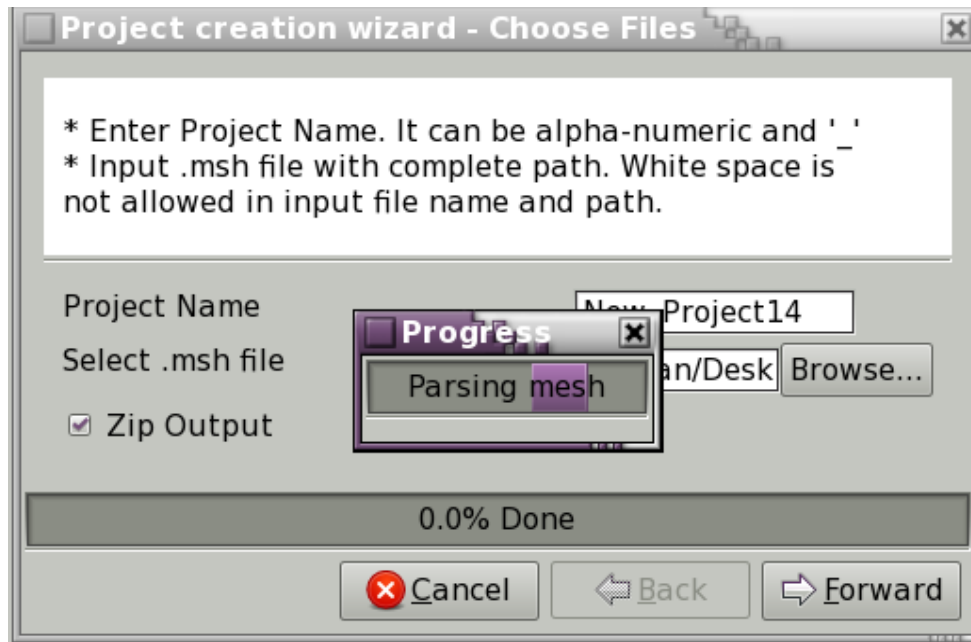 Project creation wizard - Choose Files
* Enter Project Name. It can be alpha-numeric and '_'
* Input .msh file with complete path. White space is
not allowed in input file name and path.
Project Name
New_Project14
Progress
Select .msh file
an/Desk
Browse...
Parsing mesh
Zip Output
0.0% Done
Cancel
Back
Forward